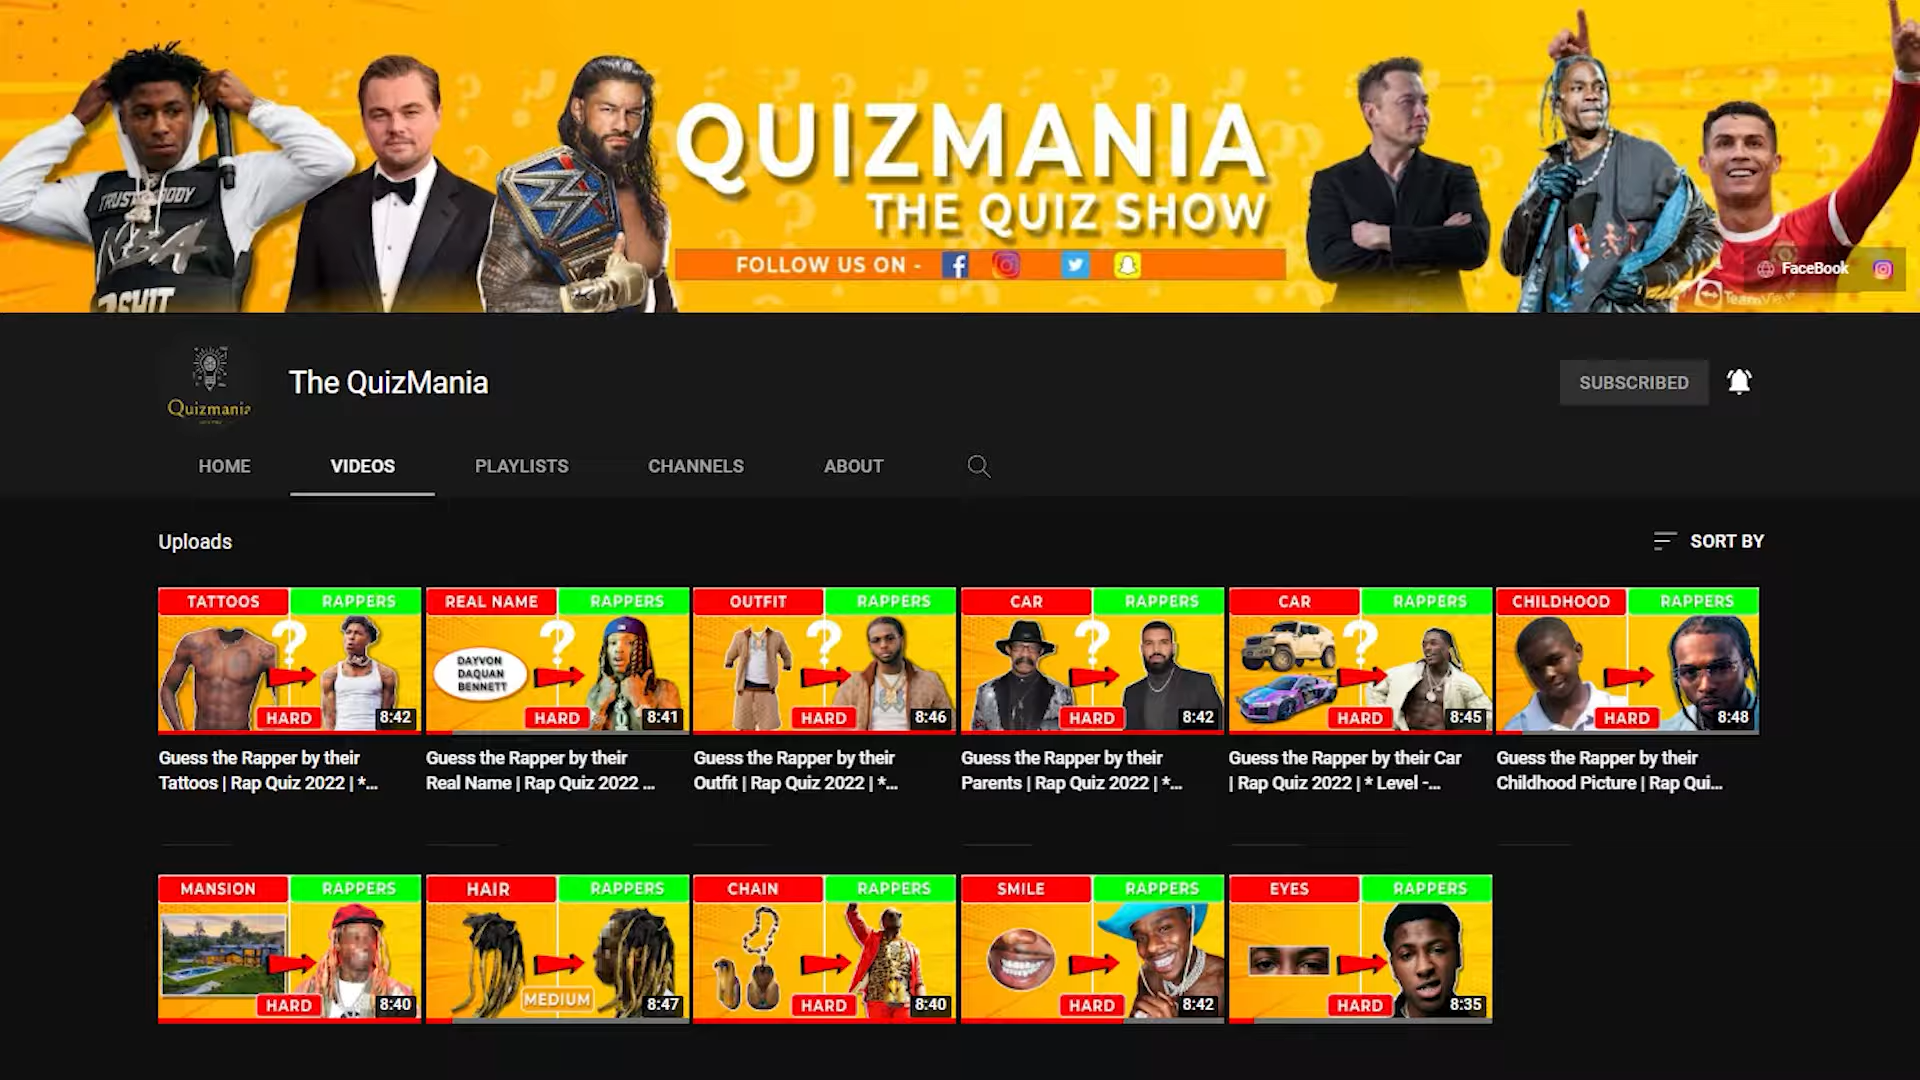 TRUST
BODY
NBA
QUIZMANIA
THE QUIZ SHOW
FOLLOW US ON -
FaceBook
TeamVie
Quizmania
The QuizMania
SUBSCRIBED
HOME
VIDEOS
PLAYLISTS
CHANNELS
ABOUT
Uploads
SORT BY
TATTOOS RAPPERS
HARD 8:42
REAL NAME RAPPERS
DAYVON
DAQUAN
BENNETT
HARD 8:41
OUTFIT RAPPERS
HARD 8:46
CAR RAPPERS
HARD 8:42
CAR RAPPERS
HARD 8:45
CHILDHOOD RAPPERS
HARD 8:48
Guess the Rapper by their
Tattoos | Rap Quiz 2022 | *...
Guess the Rapper by their
Real Name | Rap Quiz 2022 ...
Guess the Rapper by their
Outfit | Rap Quiz 2022 | *...
Guess the Rapper by their
Parents | Rap Quiz 2022 | *...
Guess the Rapper by their Car
| Rap Quiz 2022 | * Level -...
Guess the Rapper by their
Childhood Picture | Rap Qui...
MANSION RAPPERS
HARD 8:40
HAIR RAPPERS
MEDIUM 8:47
CHAIN RAPPERS
HARD 8:40
SMILE RAPPERS
HARD 8:42
EYES RAPPERS
HARD 8:35